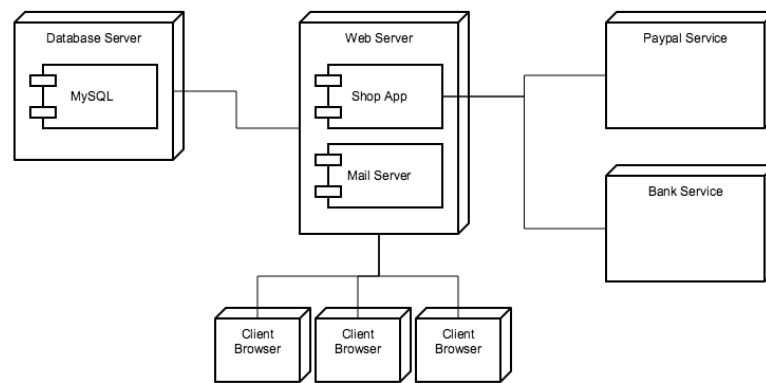 Database Server
MySQL
Web Server
Shop App
Mail Server
Paypal Service
Bank Service
Client
Browser
Client
Browser
Client
Browser